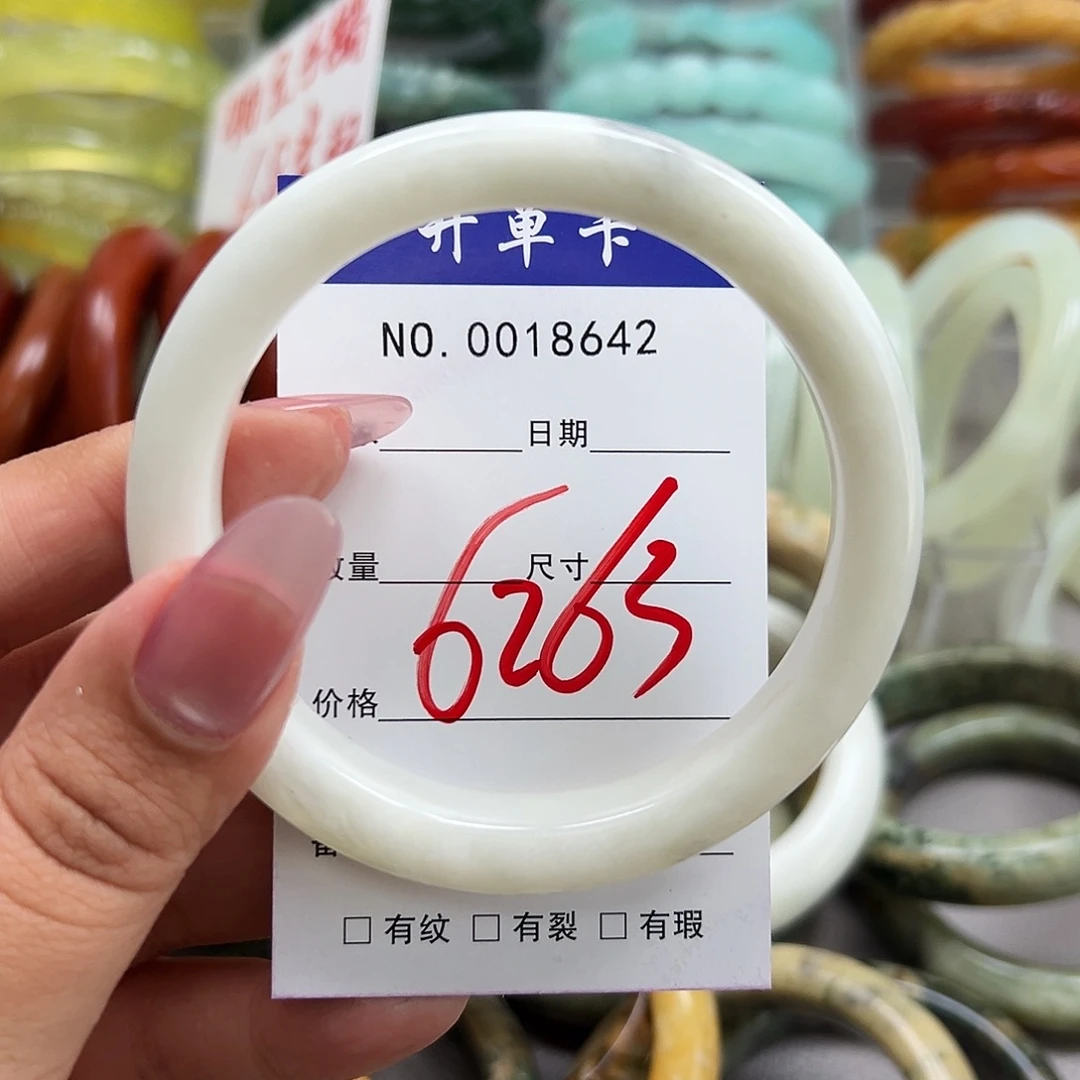 开单卡
NO. 0018642
日期
数量 尺寸
6263
价格
□ 有纹 □ 有裂 □ 有瑕